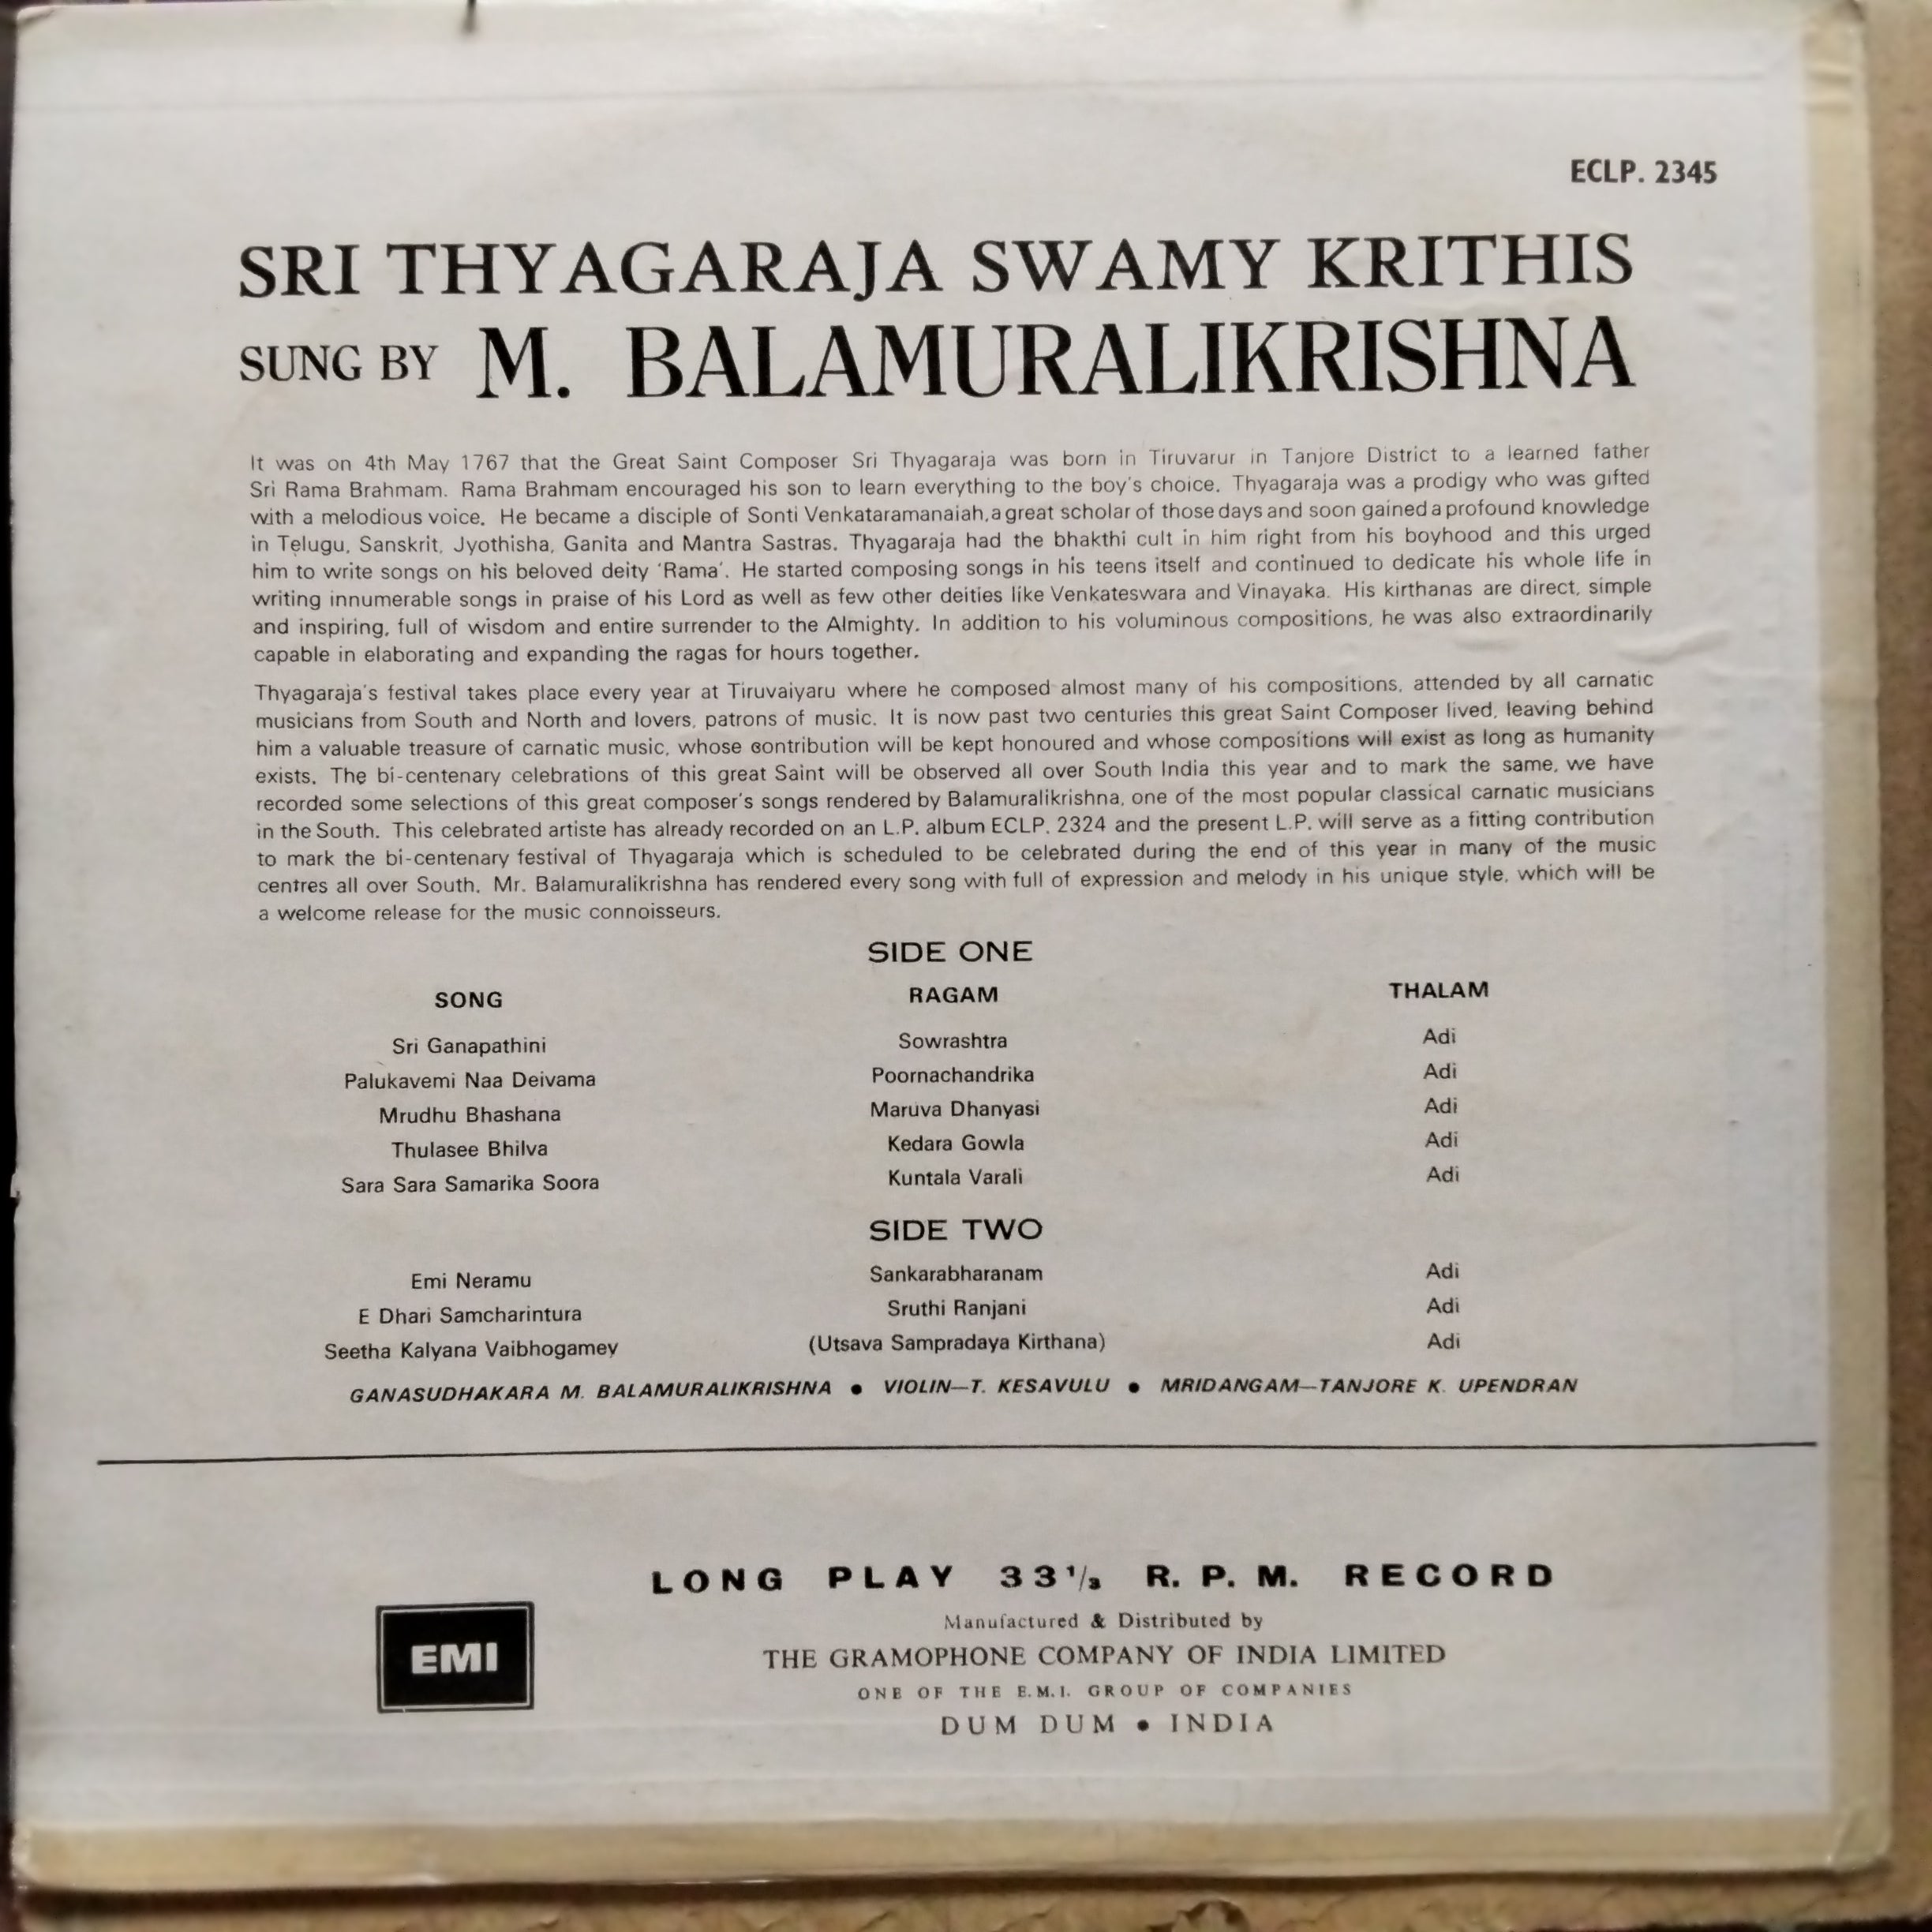 ECLP. 2345
SRI THYAGARAJA SWAMY KRITHIS
SUNG BY M. BALAMURALIKRISHNA
It was on 4th May 1767 that the Great Saint Composer Sri Thyagaraja was born in Tiruvarur in Tanjore District to a learned father
Sri Rama Brahmam. Rama Brahmam encouraged his son to learn everything to the boy's choice. Thyagaraja was a prodigy who was gifted
with a melodious voice. He became a disciple of Sonti Venkataramanaiah, a great scholar of those days and soon gained a profound knowledge
in Telugu, Sanskrit, Jyothisha, Ganita and Mantra Sastras. Thyagaraja had the bhakthi cult in him right from his boyhood and this urged
him to write songs on his beloved deity 'Rama'. He started composing songs in his teens itself and continued to dedicate his whole life in
writing innumerable songs in praise of his Lord as well as few other deities like Venkateswara and Vinayaka. His kirthanas are direct, simple
and inspiring, full of wisdom and entire surrender to the Almighty. In addition to his voluminous compositions, he was also extraordinarily
capable in elaborating and expanding the ragas for hours together.
Thyagaraja's festival takes place every year at Tiruvaiyaru where he composed almost many of his compositions, attended by all carnatic
musicians from South and North and lovers, patrons of music. It is now past two centuries this great Saint Composer lived, leaving behind
him a valuable treasure of carnatic music, whose contribution will be kept honoured and whose compositions will exist as long as humanity
exists. The bi-centenary celebrations of this great Saint will be observed all over South India this year and to mark the same, we have
recorded some selections of this great composer's songs rendered by Balamuralikrishna, one of the most popular classical carnatic musicians
in the South. This celebrated artiste has already recorded on an L.P. album ECLP. 2324 and the present L.P. will serve as a fitting contribution
to mark the bi-centenary festival of Thyagaraja which is scheduled to be celebrated during the end of this year in many of the music
centres all over South. Mr. Balamuralikrishna has rendered every song with full of expression and melody in his unique style, which will be
a welcome release for the music connoisseurs.
SIDE ONE
SONG RAGAM THALAM
Sri Ganapathini Sowrashtra Adi
Palukavemi Naa Deivama Poornachandrika Adi
Mrudhu Bhashana Maruva Dhanyasi Adi
Thulasee Bhilva Kedara Gowla Adi
Sara Sara Samarika Soora Kuntala Varali Adi
SIDE TWO
Emi Neramu Sankarabharanam Adi
E Dhari Samcharintura Sruthi Ranjani Adi
Seetha Kalyana Vaibhogamey (Utsava Sampradaya Kirthana) Adi
GANASUDHAKARA M. BALAMURALIKRISHNA ● VIOLIN—T. KESAVULU ● MRIDANGAM—TANJORE K. UPENDRAN
LONG PLAY 33⅓ R. P. M. RECORD
Manufactured & Distributed by
THE GRAMOPHONE COMPANY OF INDIA LIMITED
ONE OF THE E.M.I. GROUP OF COMPANIES
DUM DUM ● INDIA
EMI